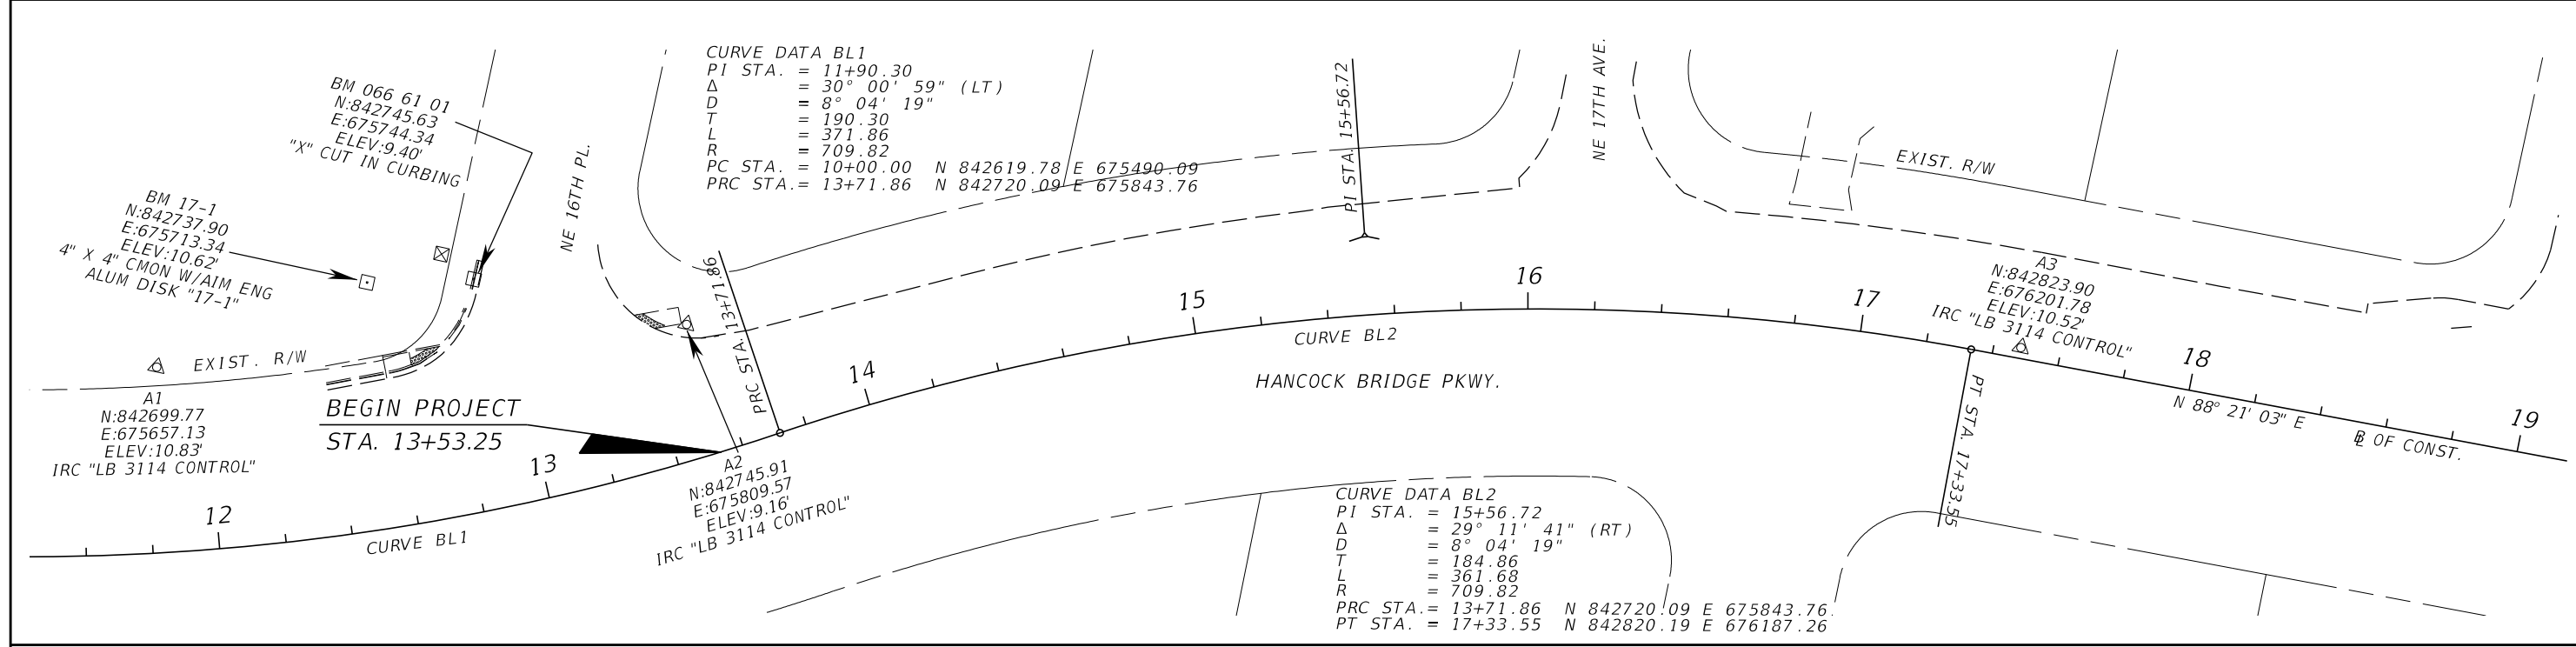 BM 066 61 01
N:842745.63
E:675744.34
ELEV:9.40'
"X" CUT IN CURBING
BM 17-1
N:842737.90
E:675713.34
ELEV:10.62'
4" X 4" CMON W/AIM ENG
ALUM DISK "17-1"
NE 16TH PL.
CURVE DATA BL1
PI STA. = 11+90.30
Δ = 30° 00' 59" (LT)
D = 8° 04' 19"
T = 190.30
L = 371.86
R = 709.82
PC STA. = 10+00.00 N 842619.78 E 675490.09
PRC STA.= 13+71.86 N 842720.09 E 675843.76
PI STA. 15+56.72
NE 17TH AVE.
EXIST. R/W
A3
N:842823.90
E:676201.78
ELEV:10.52'
IRC "LB 3114 CONTROL"
EXIST. R/W
A1
N:842699.77
E:675657.13
ELEV:10.83'
IRC "LB 3114 CONTROL"
BEGIN PROJECT
STA. 13+53.25
PRC STA. 13+71.86
A2
N:842745.91
E:675809.57
ELEV:9.16'
IRC "LB 3114 CONTROL"
12
13
14
15
16
17
18
19
CURVE BL1
CURVE BL2
HANCOCK BRIDGE PKWY.
PT STA. 17+33.55
N 88° 21' 03" E
BL OF CONST.
CURVE DATA BL2
PI STA. = 15+56.72
Δ = 29° 11' 41" (RT)
D = 8° 04' 19"
T = 184.86
L = 361.68
R = 709.82
PRC STA.= 13+71.86 N 842720.09 E 675843.76
PT STA. = 17+33.55 N 842820.19 E 676187.26